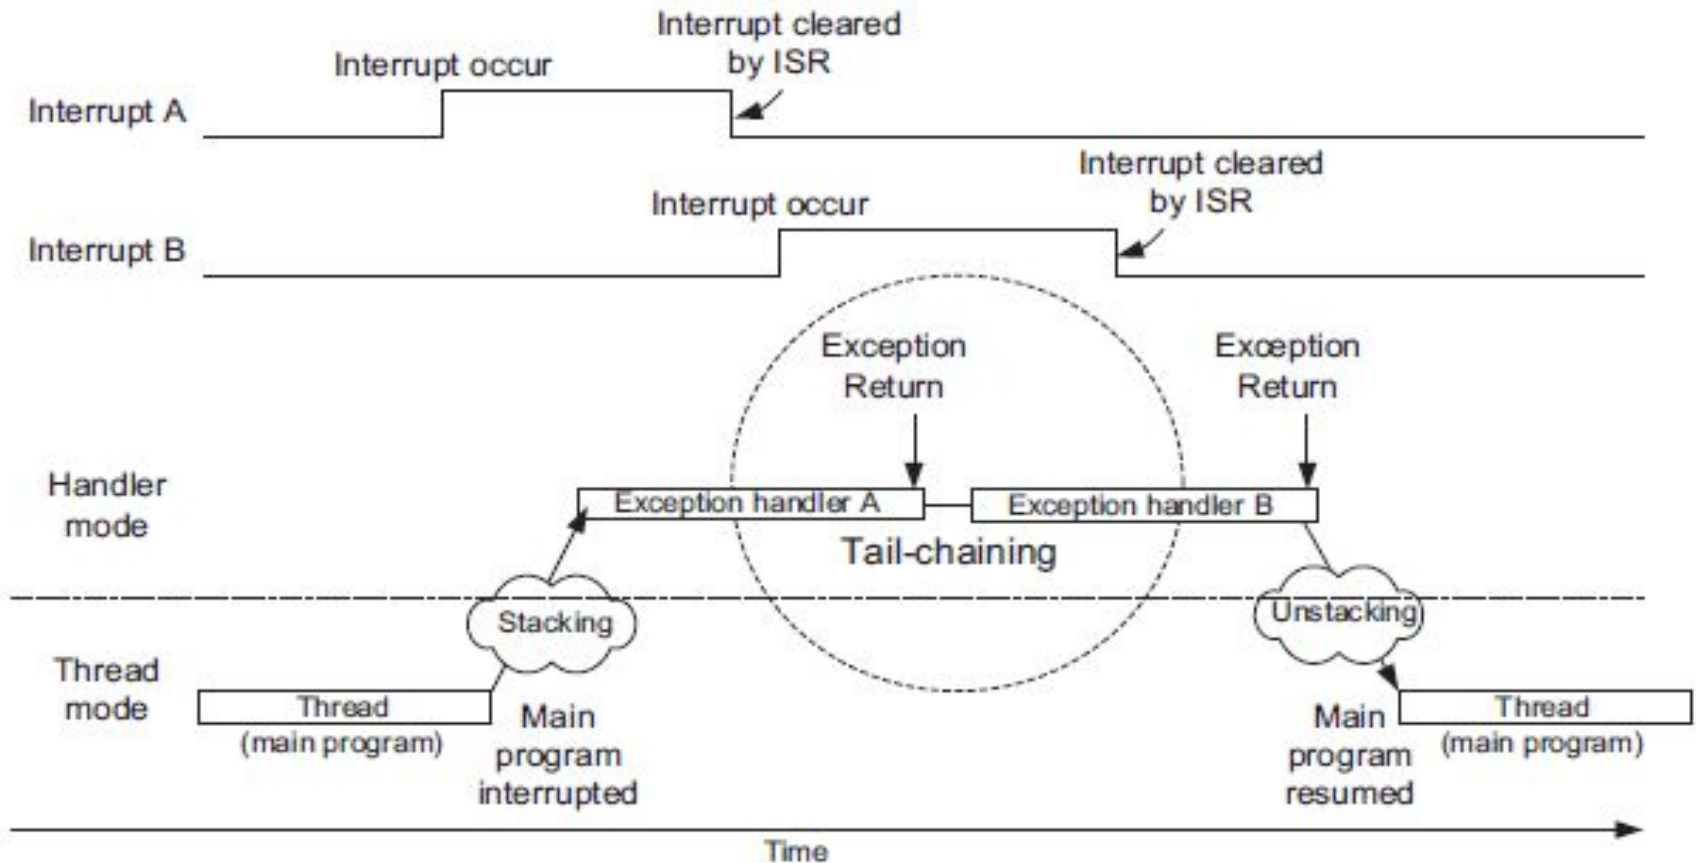 Interrupt cleared
by ISR
Interrupt occur
Interrupt A
Interrupt cleared
by ISR
Interrupt occur
Interrupt B
Exception
Return
Exception
Return
Handler
mode
Exception handler A
Exception handler B
Tail-chaining
Stacking
Unstacking
Thread
mode
Thread
(main program)
Main
program
interrupted
Main
program
resumed
Thread
(main program)
Time